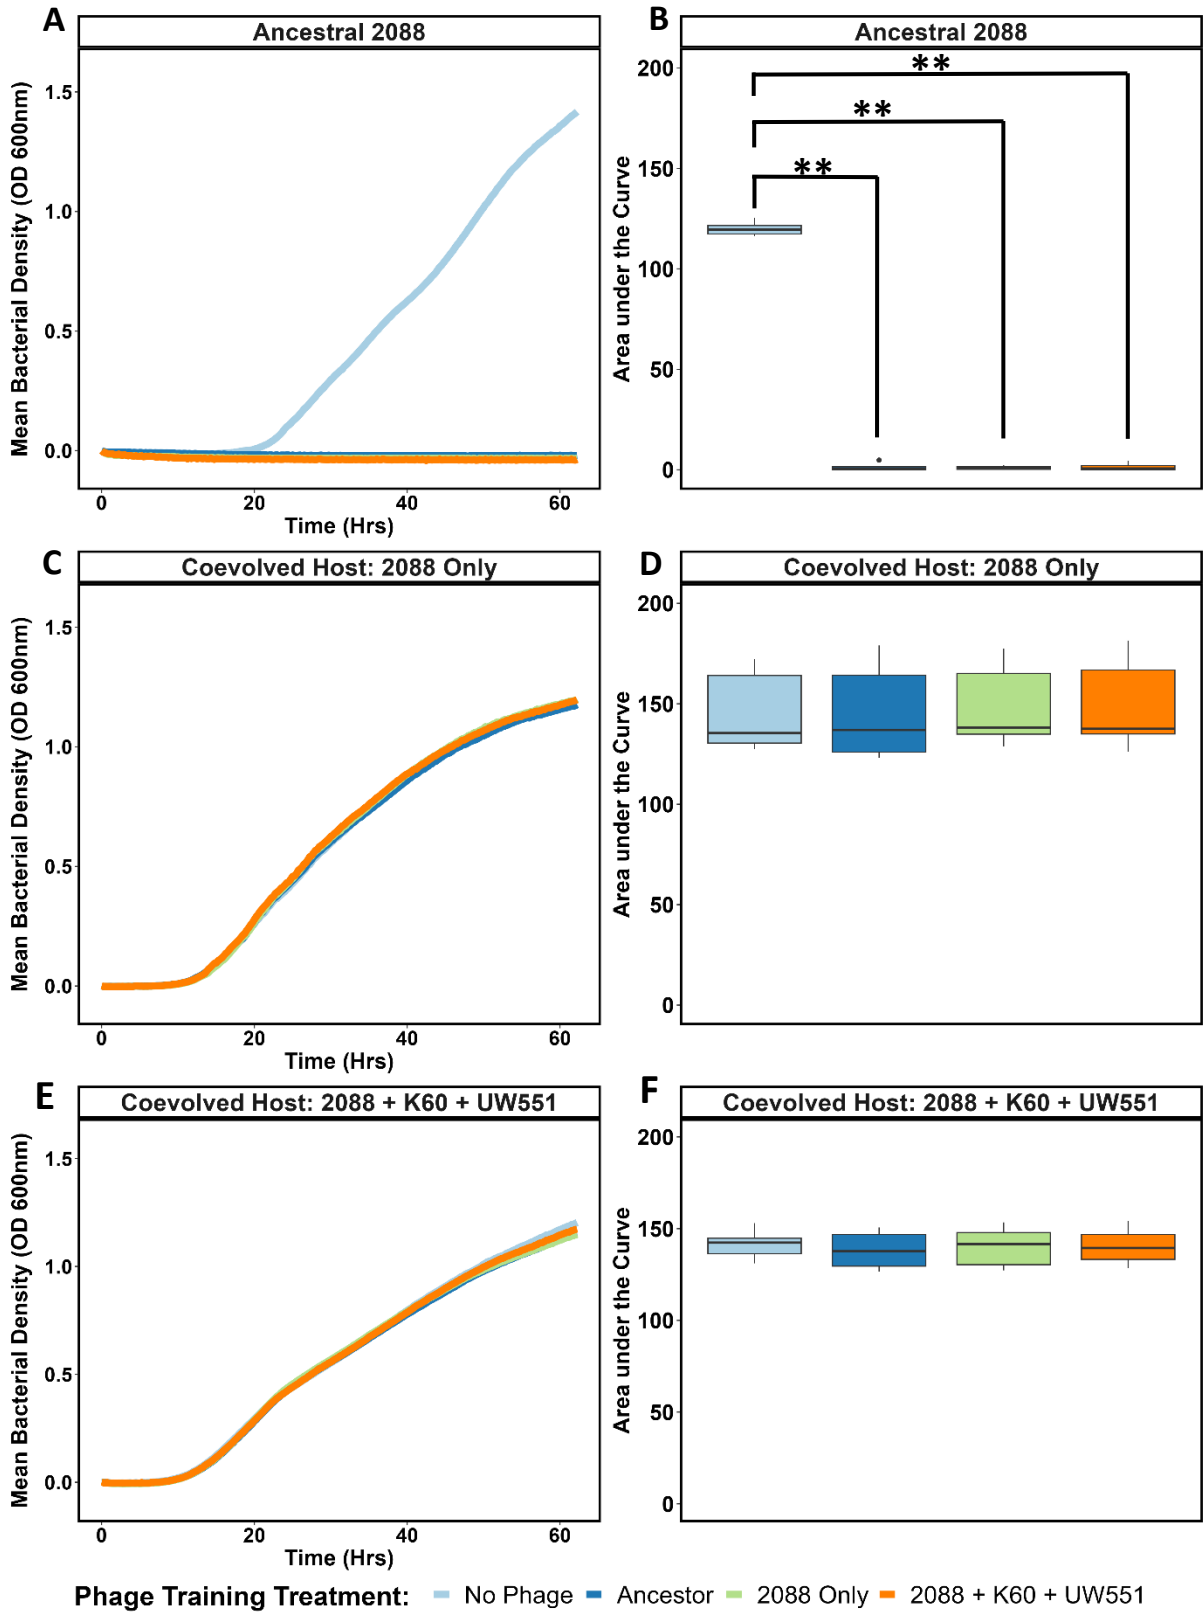 A
Ancestral 2088
Mean Bacterial Density (OD 600nm)
1.5
1.0
0.5
0.0
0 20 40 60
Time (Hrs)
B
Ancestral 2088
Area under the Curve
200
150
100
50
0
**
**
**
C
Coevolved Host: 2088 Only
Mean Bacterial Density (OD 600nm)
1.5
1.0
0.5
0.0
0 20 40 60
Time (Hrs)
D
Coevolved Host: 2088 Only
Area under the Curve
200
150
100
50
0
E
Coevolved Host: 2088 + K60 + UW551
Mean Bacterial Density (OD 600nm)
1.5
1.0
0.5
0.0
0 20 40 60
Time (Hrs)
F
Coevolved Host: 2088 + K60 + UW551
Area under the Curve
200
150
100
50
0
Phage Training Treatment: No Phage Ancestor 2088 Only 2088 + K60 + UW551